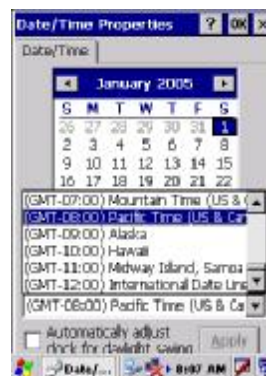 Date/Time Properties ? OK ×
Date/Time
January 2005
S M T W T F S
26 27 28 29 30 31 1
2 3 4 5 6 7 8
9 10 11 12 13 14 15
16 17 18 19 20 21 22
(GMT-07:00) Mountain Time (US & C
(GMT-08:00) Pacific Time (US & Can
(GMT-09:00) Alaska
(GMT-10:00) Hawaii
(GMT-11:00) Midway Island, Samoa
(GMT-12:00) International Date Line
(GMT-08:00) Pacific Time (US & Ca
Automatically adjust
clock for daylight saving
Apply
Date/... 8:07 AM